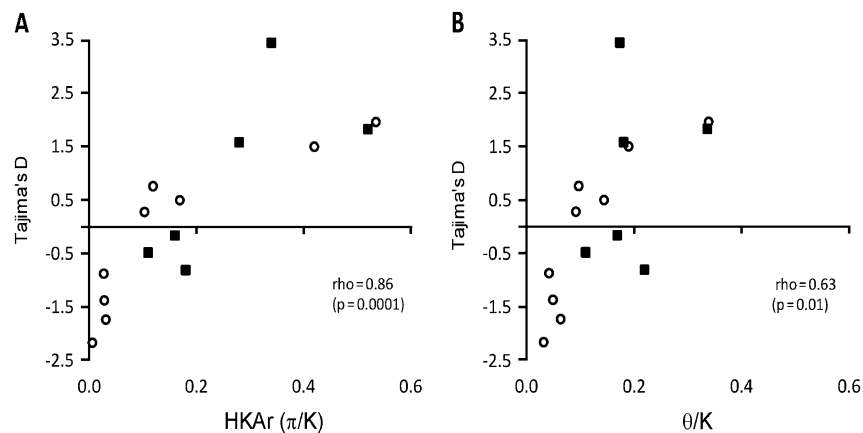 A
3.5
2.5
1.5
0.5
-0.5
-1.5
-2.5
Tajima's D
0.0 0.2 0.4 0.6
HKAr (π/K)
rho = 0.86
(p = 0.0001)
B
3.5
2.5
1.5
0.5
-0.5
-1.5
-2.5
Tajima's D
0.0 0.2 0.4 0.6
θ/K
rho = 0.63
(p = 0.01)